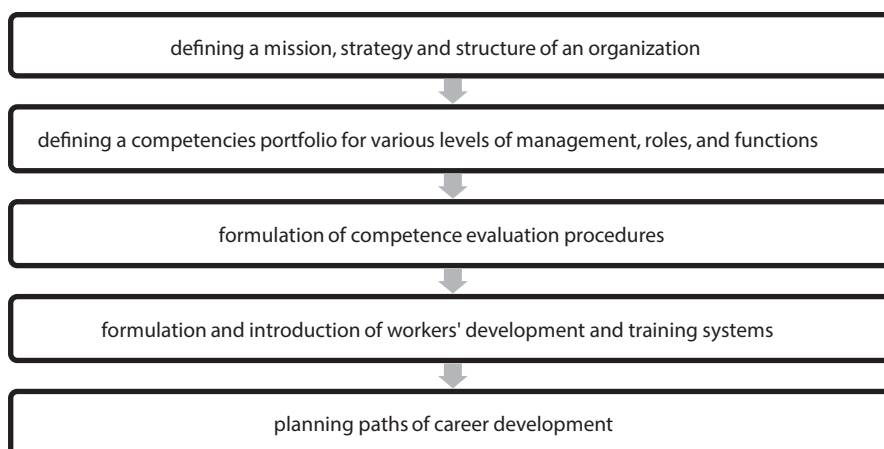 defining a mission, strategy and structure of an organization
defining a competencies portfolio for various levels of management, roles, and functions
formulation of competence evaluation procedures
formulation and introduction of workers' development and training systems
planning paths of career development